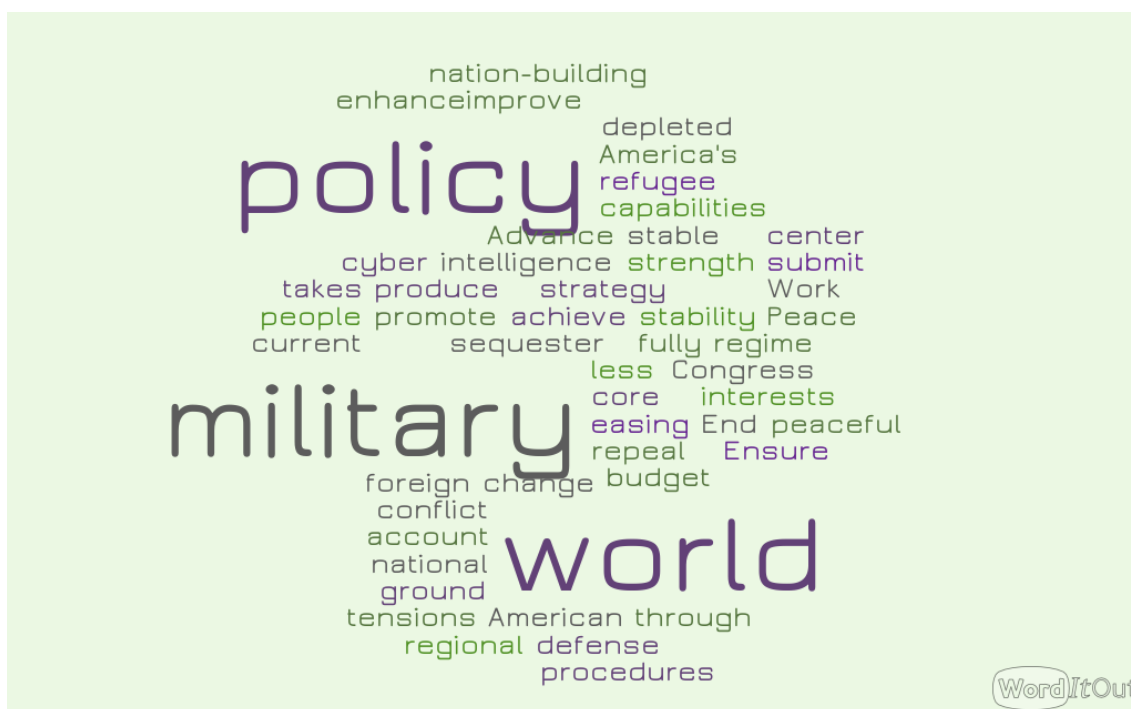 nation-building
enhanceimprove
depleted
policy
America's
refugee
capabilities
Advance stable center
cyber intelligence strength submit
takes produce strategy Work
people promote achieve stability Peace
current sequester fully regime
less Congress
military
core interests
easing End peaceful
repeal Ensure
foreign change budget
conflict
account
world
national
ground
tensions American through
regional defense
procedures
WordItOut